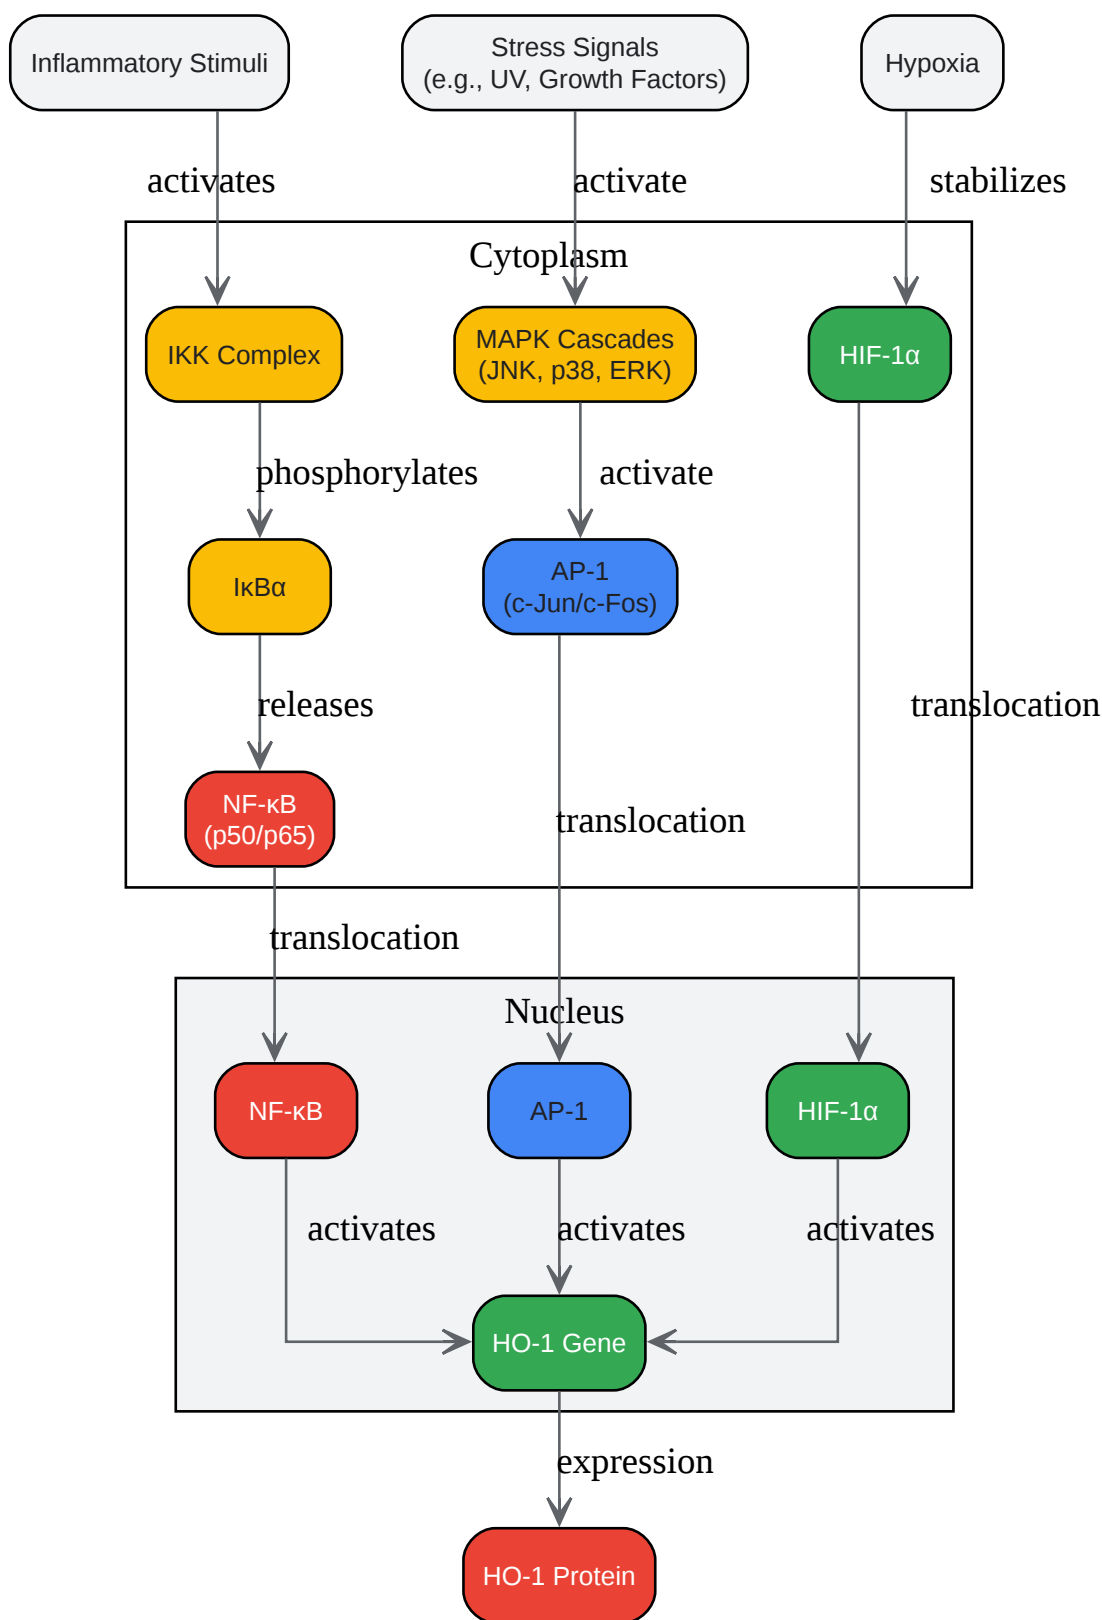 Inflammatory Stimuli
Stress Signals
(e.g., UV, Growth Factors)
Hypoxia
activates
activate
stabilizes
Cytoplasm
IKK Complex
MAPK Cascades
(JNK, p38, ERK)
HIF-1α
phosphorylates
activate
IκBα
AP-1
(c-Jun/c-Fos)
releases
translocation
NF-κB
(p50/p65)
translocation
translocation
Nucleus
NF-κB
AP-1
HIF-1α
activates
activates
activates
HO-1 Gene
expression
HO-1 Protein